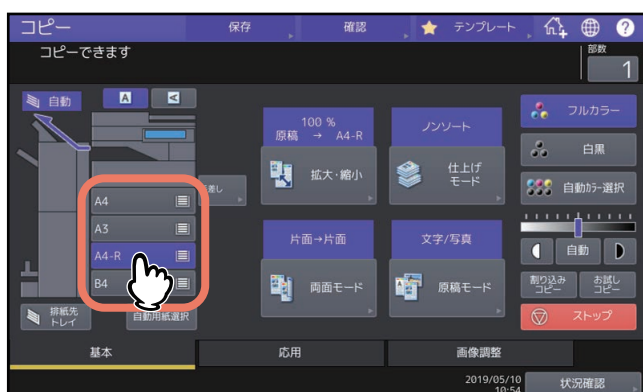 コピー
保存
確認
テンプレート
?
コピーできます
部数
1
自動
A
A
100 %
原稿 → A4-R
ノンソート
フルカラー
白黒
拡大・縮小
仕上げ
モード
自動カラー選択
A4
A3
A4-R
B4
片面→片面
文字/写真
自動
両面モード
原稿モード
割り込み
コピー
お試し
コピー
排紙先
トレイ
自動用紙選択
ストップ
基本
応用
画像調整
2019/05/10
10:54
状況確認